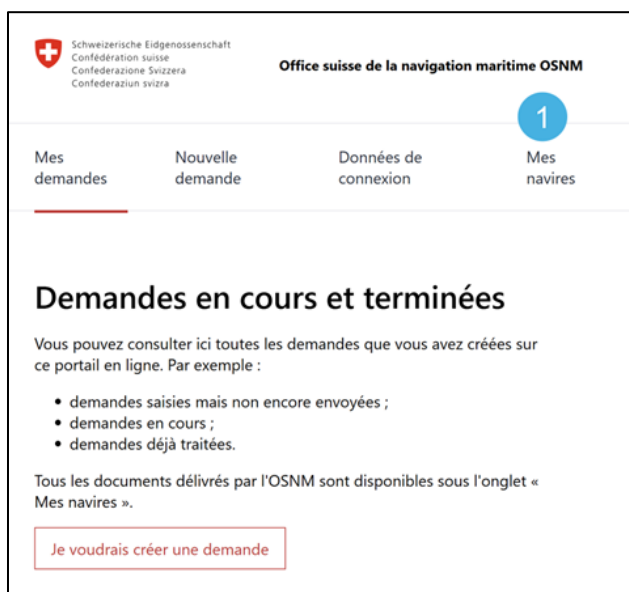 Schweizerische Eidgenossenschaft
Confédération suisse
Confederazione Svizzera
Confederaziun svizra
Office suisse de la navigation maritime OSNM
1
Mes demandes
Nouvelle demande
Données de connexion
Mes navires
Demandes en cours et terminées
Vous pouvez consulter ici toutes les demandes que vous avez créées sur
ce portail en ligne. Par exemple :
• demandes saisies mais non encore envoyées ;
• demandes en cours ;
• demandes déjà traitées.
Tous les documents délivrés par l'OSNM sont disponibles sous l'onglet «
Mes navires ».
Je voudrais créer une demande